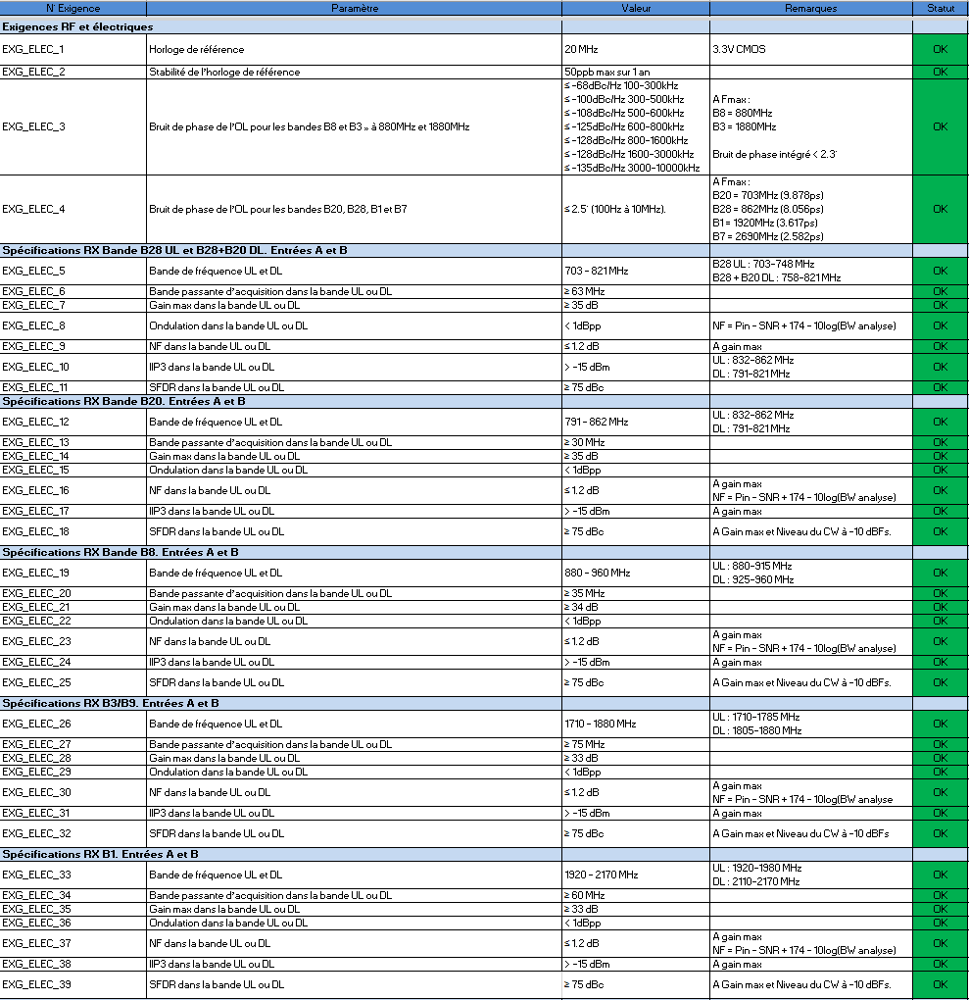 N° Exigence Paramètre Valeur Remarques Statut
Exigences RF et électriques
EXG_ELEC_1 Horloge de référence 20 MHz 3.3V CMOS OK
EXG_ELEC_2 Stabilité de l'horloge de référence 50ppb max sur 1 an OK
EXG_ELEC_3 Bruit de phase de l'OL pour les bandes B8 et B3 » à 880MHz et 1880MHz
≤ -68dBc/Hz 100-300kHz
≤ -100dBc/Hz 300-500kHz
≤ -108dBc/Hz 500-600kHz
≤ -125dBc/Hz 600-800kHz
≤ -128dBc/Hz 800-1600kHz
≤ -128dBc/Hz 1600-3000kHz
≤ -135dBc/Hz 3000-10000kHz
A Fmax :
B8 = 880MHz
B3 = 1880MHz
Bruit de phase intégré < 2.3°
OK
EXG_ELEC_4 Bruit de phase de l'OL pour les bandes B20, B28, B1 et B7 ≤ 2.5° (100Hz à 10MHz).
A Fmax :
B20 = 703MHz (9.878ps)
B28 = 862MHz (8.056ps)
B1 = 1920MHz (3.617ps)
B7 = 2690MHz (2.582ps)
OK
Spécifications RX Bande B28 UL et B28+B20 DL. Entrées A et B
EXG_ELEC_5 Bande de fréquence UL et DL 703 - 821 MHz
B28 UL : 703-748 MHz
B28 + B20 DL : 758-821 MHz
OK
EXG_ELEC_6 Bande passante d'acquisition dans la bande UL ou DL ≥ 63 MHz OK
EXG_ELEC_7 Gain max dans la bande UL ou DL ≥ 35 dB OK
EXG_ELEC_8 Ondulation dans la bande UL ou DL < 1dBpp NF = Pin - SNR + 174 - 10log(BW analyse) OK
EXG_ELEC_9 NF dans la bande UL ou DL ≤ 1.2 dB A gain max OK
EXG_ELEC_10 IIP3 dans la bande UL ou DL > -15 dBm
UL : 832-862 MHz
DL : 791-821 MHz
OK
EXG_ELEC_11 SFDR dans la bande UL ou DL ≥ 75 dBc OK
Spécifications RX Bande B20. Entrées A et B
EXG_ELEC_12 Bande de fréquence UL et DL 791 - 862 MHz
UL : 832-862 MHz
DL : 791-821 MHz
OK
EXG_ELEC_13 Bande passante d'acquisition dans la bande UL ou DL ≥ 30 MHz OK
EXG_ELEC_14 Gain max dans la bande UL ou DL ≥ 35 dB OK
EXG_ELEC_15 Ondulation dans la bande UL ou DL < 1dBpp OK
EXG_ELEC_16 NF dans la bande UL ou DL ≤ 1.2 dB
A gain max
NF = Pin - SNR + 174 - 10log(BW analyse)
OK
EXG_ELEC_17 IIP3 dans la bande UL ou DL > -15 dBm A gain max OK
EXG_ELEC_18 SFDR dans la bande UL ou DL ≥ 75 dBc A Gain max et Niveau du CW à -10 dBFs. OK
Spécifications RX Bande B8. Entrées A et B
EXG_ELEC_19 Bande de fréquence UL et DL 880 - 960 MHz
UL : 880-915 MHz
DL : 925-960 MHz
OK
EXG_ELEC_20 Bande passante d'acquisition dans la bande UL ou DL ≥ 35 MHz OK
EXG_ELEC_21 Gain max dans la bande UL ou DL ≥ 34 dB OK
EXG_ELEC_22 Ondulation dans la bande UL ou DL < 1dBpp OK
EXG_ELEC_23 NF dans la bande UL ou DL ≤ 1.2 dB
A gain max
NF = Pin - SNR + 174 - 10log(BW analyse)
OK
EXG_ELEC_24 IIP3 dans la bande UL ou DL > -15 dBm A gain max OK
EXG_ELEC_25 SFDR dans la bande UL ou DL ≥ 75 dBc A Gain max et Niveau du CW à -10 dBFs. OK
Spécifications RX B3/B9. Entrées A et B
EXG_ELEC_26 Bande de fréquence UL et DL 1710 - 1880 MHz
UL : 1710-1785 MHz
DL : 1805-1880 MHz
OK
EXG_ELEC_27 Bande passante d'acquisition dans la bande UL ou DL ≥ 75 MHz OK
EXG_ELEC_28 Gain max dans la bande UL ou DL ≥ 33 dB OK
EXG_ELEC_29 Ondulation dans la bande UL ou DL < 1dBpp OK
EXG_ELEC_30 NF dans la bande UL ou DL ≤ 1.2 dB
A gain max
NF = Pin - SNR + 174 - 10log(BW analyse
OK
EXG_ELEC_31 IIP3 dans la bande UL ou DL > -15 dBm A gain max OK
EXG_ELEC_32 SFDR dans la bande UL ou DL ≥ 75 dBc A Gain max et Niveau du CW à -10 dBFs OK
Spécifications RX B1. Entrées A et B
EXG_ELEC_33 Bande de fréquence UL et DL 1920 - 2170 MHz
UL : 1920-1980 MHz
DL : 2110-2170 MHz
OK
EXG_ELEC_34 Bande passante d'acquisition dans la bande UL ou DL ≥ 60 MHz OK
EXG_ELEC_35 Gain max dans la bande UL ou DL ≥ 33 dB OK
EXG_ELEC_36 Ondulation dans la bande UL ou DL < 1dBpp OK
EXG_ELEC_37 NF dans la bande UL ou DL ≤ 1.2 dB
A gain max
NF = Pin - SNR + 174 - 10log(BW analyse)
OK
EXG_ELEC_38 IIP3 dans la bande UL ou DL > -15 dBm A gain max OK
EXG_ELEC_39 SFDR dans la bande UL ou DL ≥ 75 dBc A Gain max et Niveau du CW à -10 dBFs. OK